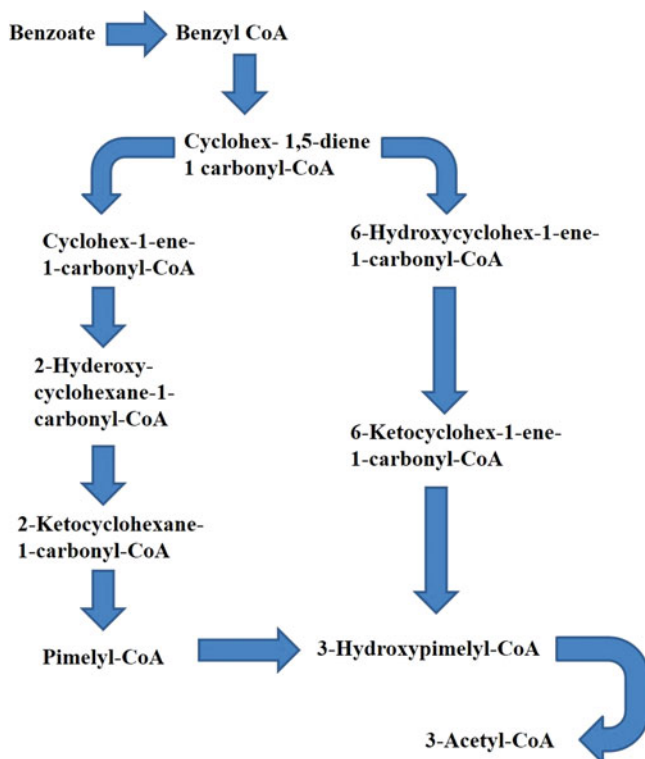 Benzoate
Benzyl CoA
Cyclohex- 1,5-diene
1 carbonyl-CoA
Cyclohex-1-ene-
1-carbonyl-CoA
6-Hydroxycyclohex-1-ene-
1-carbonyl-CoA
2-Hyderoxy-
cyclohexane-1-
carbonyl-CoA
6-Ketocyclohex-1-ene-
1-carbonyl-CoA
2-Ketocyclohexane-
1-carbonyl-CoA
Pimelyl-CoA
3-Hydroxypimelyl-CoA
3-Acetyl-CoA